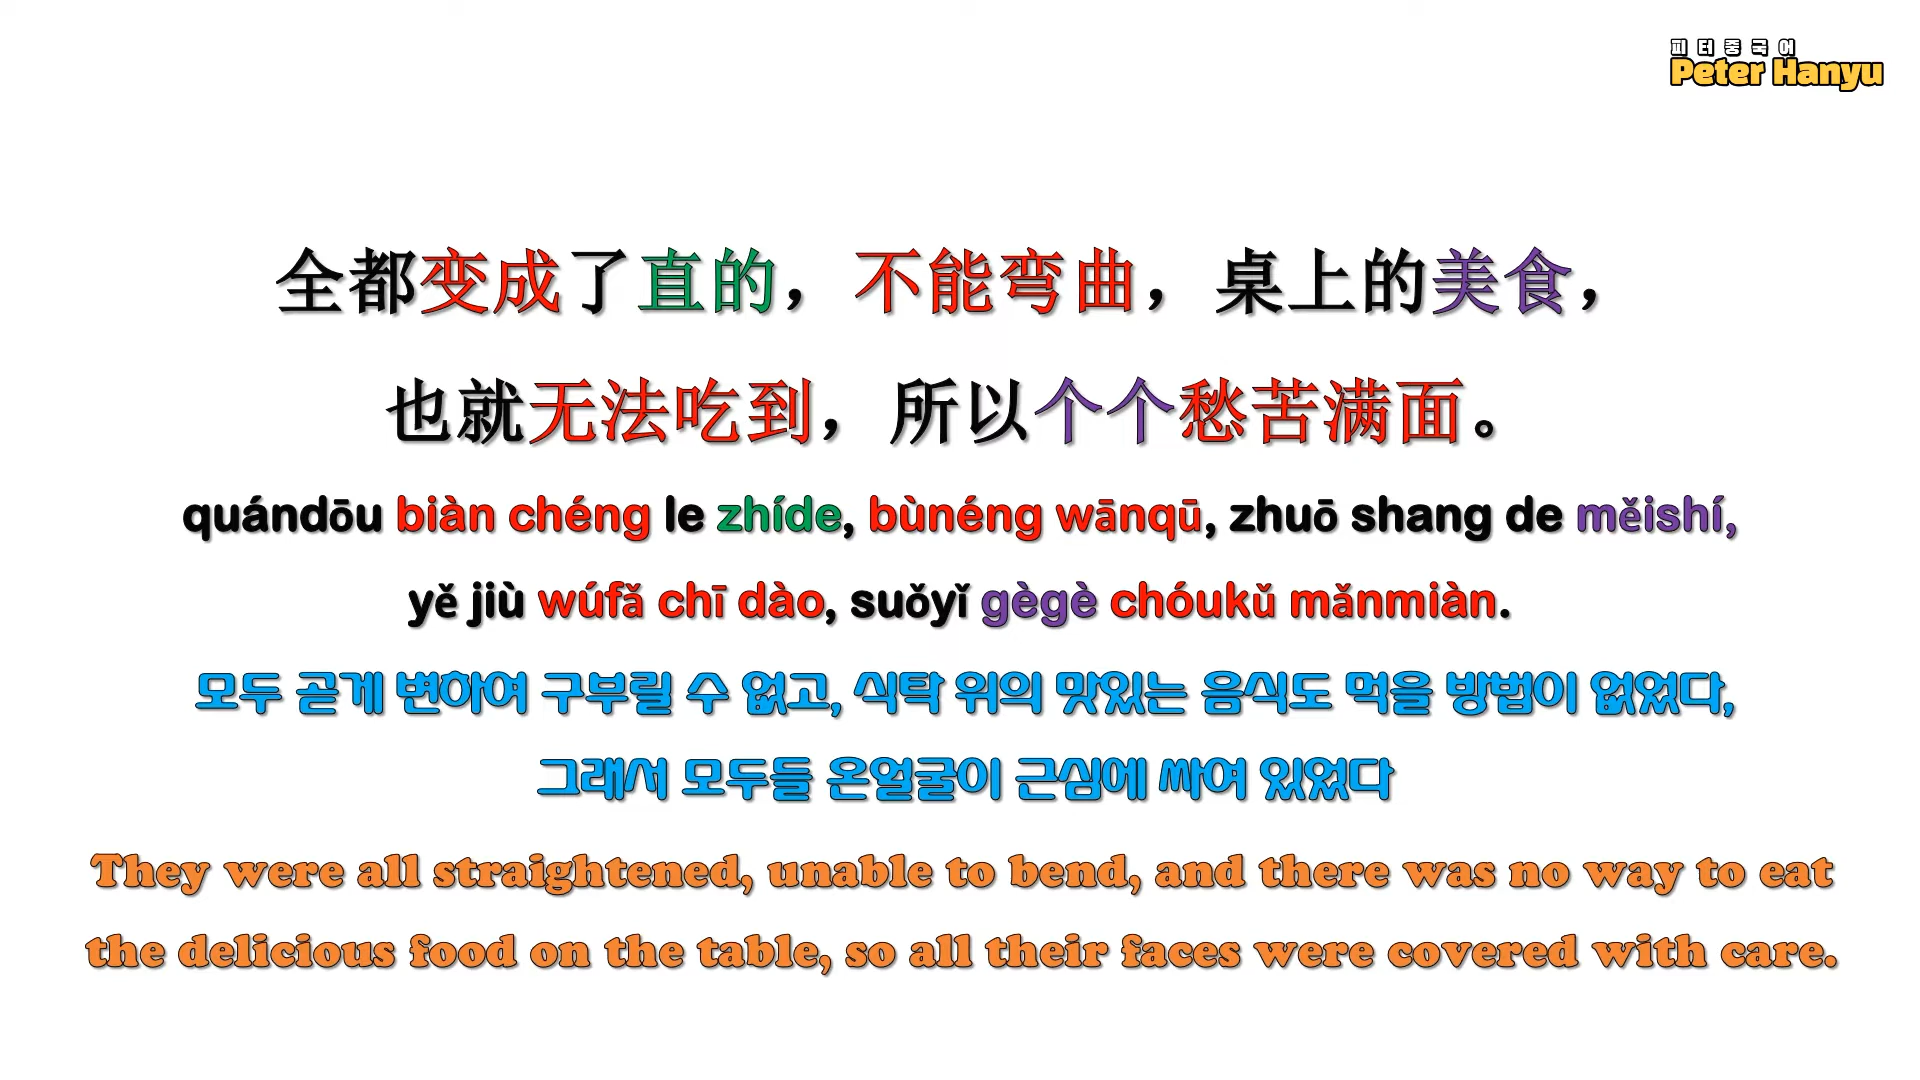 피터중국어
Peter Hanyu
全都变成了直的，不能弯曲，桌上的美食，
也就无法吃到，所以个个愁苦满面。
quándōu biàn chéng le zhíde, bùnéng wānqū, zhuō shang de měishí,
yě jiù wúfǎ chī dào, suǒyǐ gègè chóukǔ mǎnmiàn.
모두 곧게 변하여 구부릴 수 없고, 식탁 위의 맛있는 음식도 먹을 방법이 없었다,
그래서 모두들 온얼굴이 근심에 싸여 있었다
They were all straightened, unable to bend, and there was no way to eat
the delicious food on the table, so all their faces were covered with care.